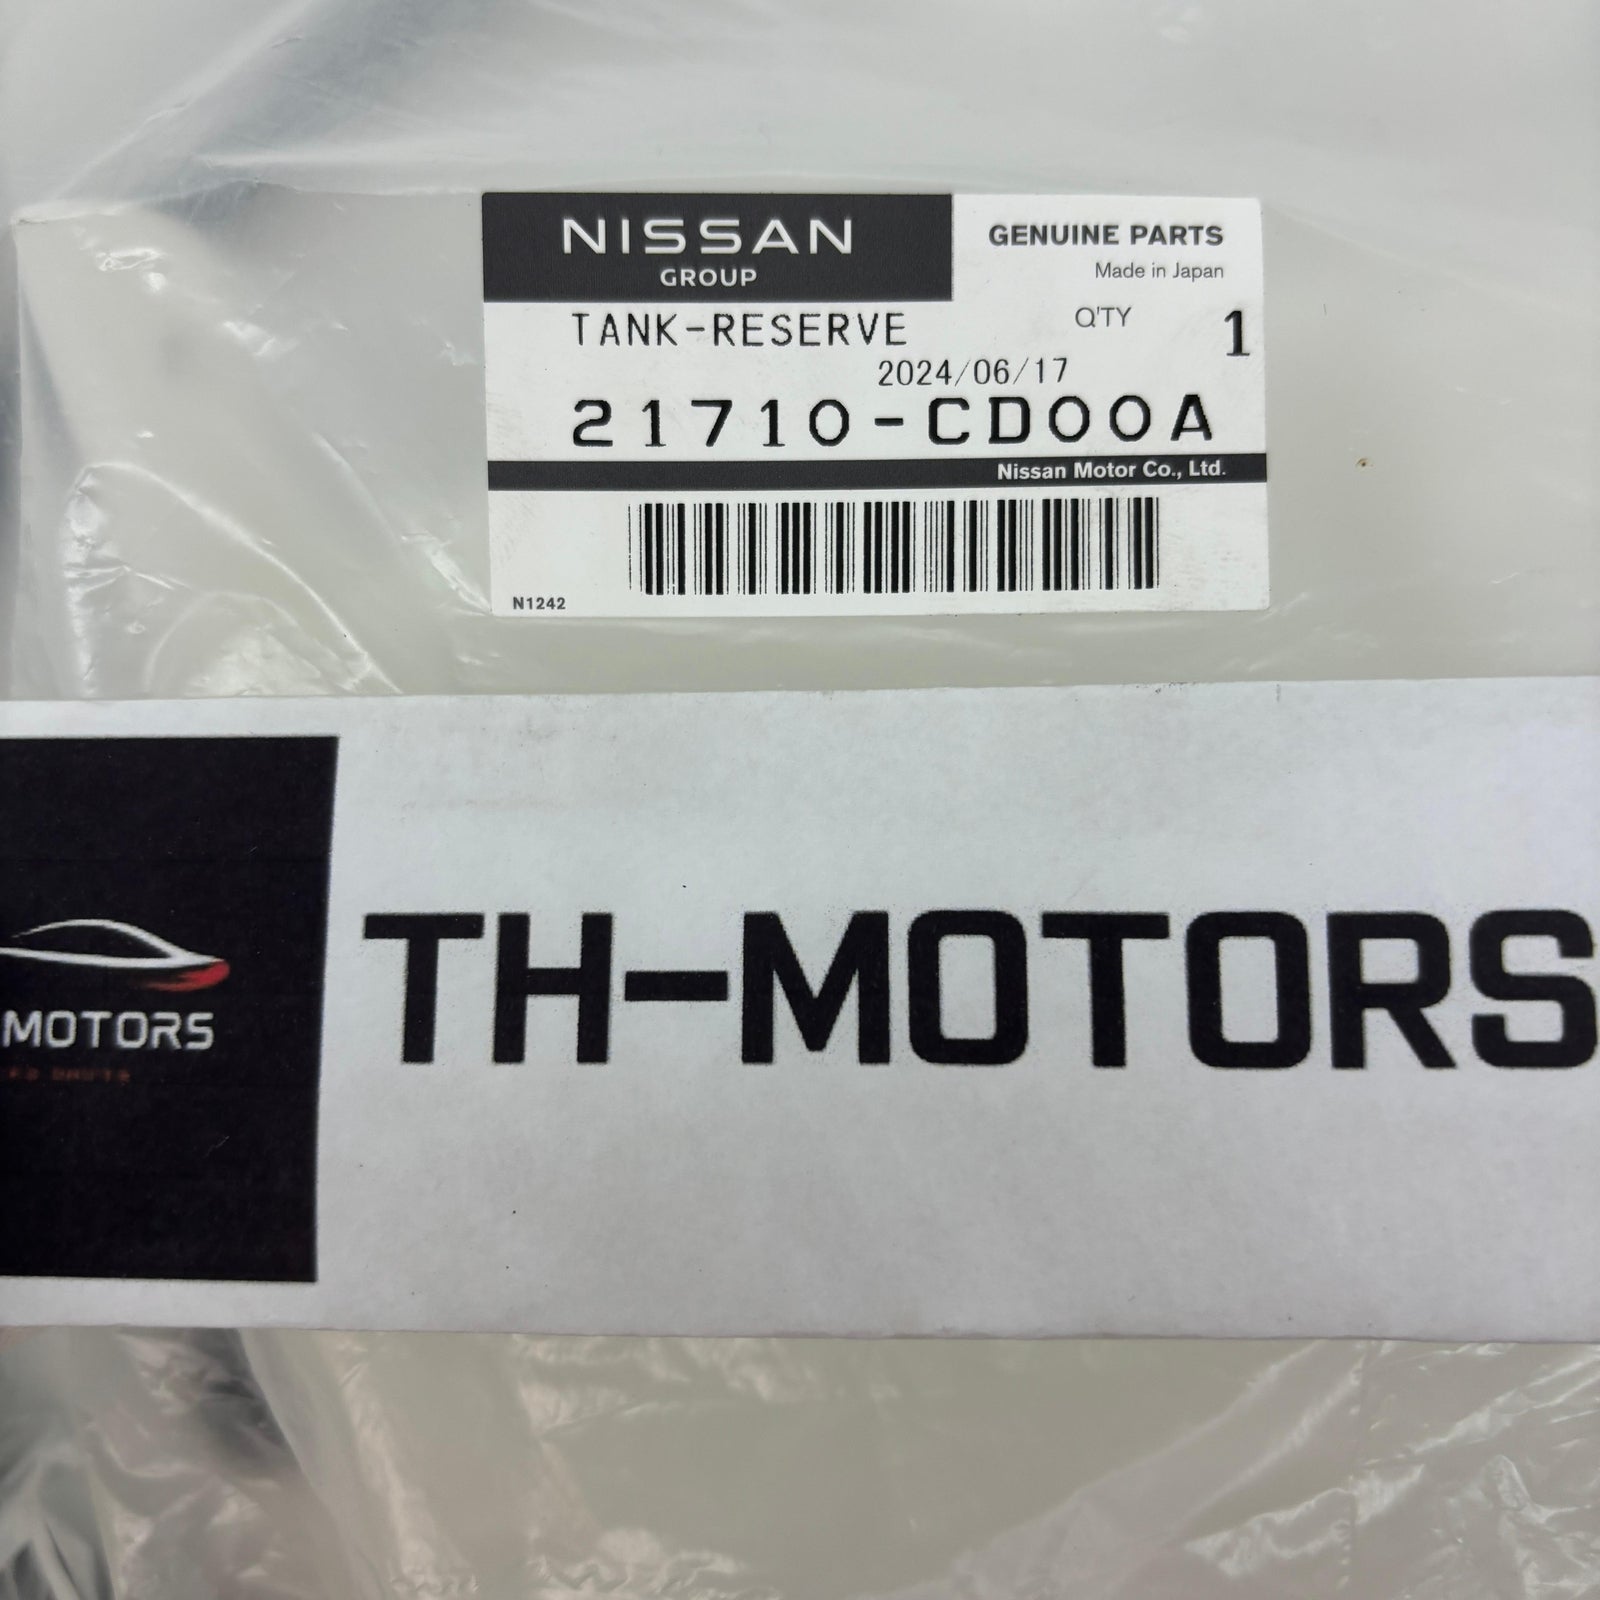 NISSAN
GROUP
GENUINE PARTS
Made in Japan
TANK-RESERVE
Q'TY
1
2024/06/17
21710-CD00A
Nissan Motor Co., Ltd.
N1242
TH-MOTORS
MOTORS